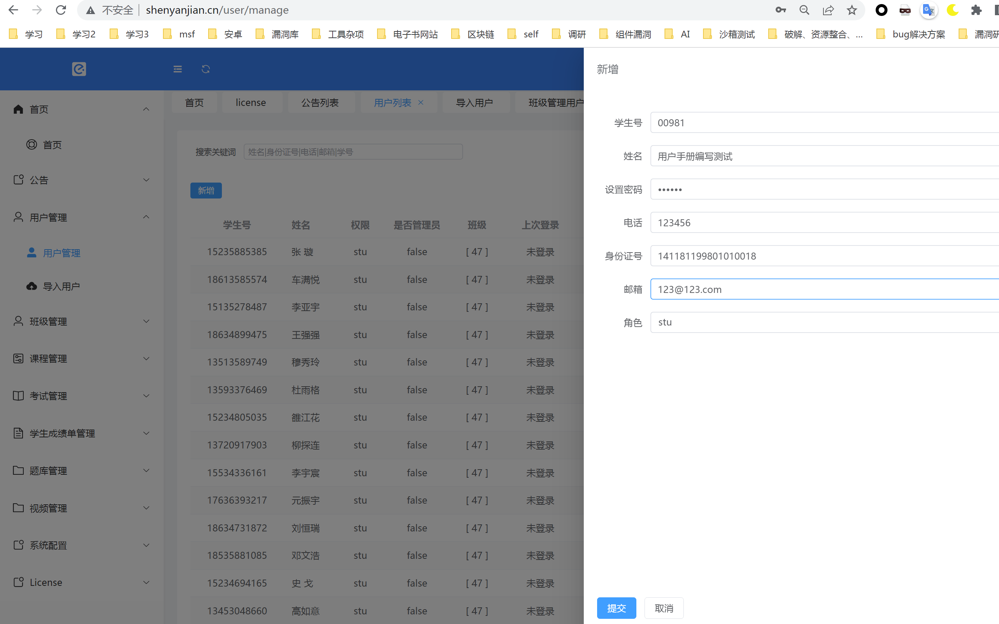 不安全 shenyanjian.cn/user/manage
学习 学习2 学习3 msf 安卓 漏洞库 工具杂项 电子书网站 区块链 self 调研 组件漏洞 AI 沙箱测试 破解、资源整合、... bug解决方案 漏洞研
首页
首页
公告
用户管理
用户管理
导入用户
班级管理
课程管理
考试管理
学生成绩单管理
题库管理
视频管理
系统配置
License
首页 license 公告列表 用户列表 导入用户 班级管理用户
搜索关键词 姓名|身份证号|电话|邮箱|学号
新增
学生号 姓名 权限 是否管理员 班级 上次登录
15235885385 张 璇 stu false [ 47 ] 未登录
18613585574 车满悦 stu false [ 47 ] 未登录
15135278487 李亚宇 stu false [ 47 ] 未登录
18634899475 王强强 stu false [ 47 ] 未登录
13513589749 穆秀玲 stu false [ 47 ] 未登录
13593376469 杜雨格 stu false [ 47 ] 未登录
15234805035 雒江花 stu false [ 47 ] 未登录
13720917903 柳探连 stu false [ 47 ] 未登录
15534336161 李宇宸 stu false [ 47 ] 未登录
17636393217 元振宇 stu false [ 47 ] 未登录
18634731872 刘恒瑞 stu false [ 47 ] 未登录
18535881085 邓文浩 stu false [ 47 ] 未登录
15234694165 史 戈 stu false [ 47 ] 未登录
13453048660 高如意 stu false [ 47 ] 未登录
新增
学生号 00981
姓名 用户手册编写测试
设置密码 ••••••
电话 123456
身份证号 141181199801010018
邮箱 123@123.com
角色 stu
提交 取消